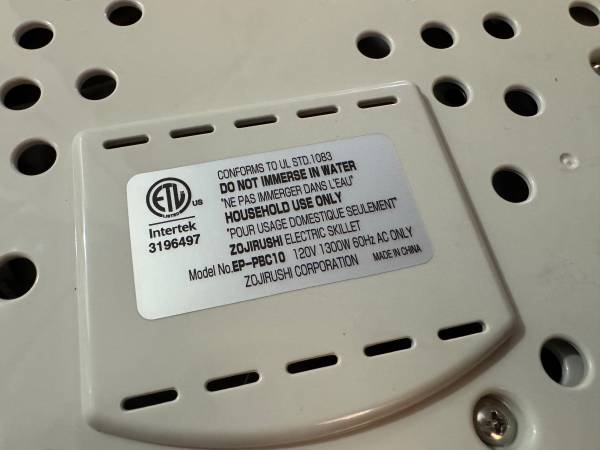 CONFORMS TO UL STD.1083
DO NOT IMMERSE IN WATER
"NE PAS IMMERGER DANS L'EAU"
HOUSEHOLD USE ONLY
"POUR USAGE DOMESTIQUE SEULEMENT"
ZOJIRUSHI ELECTRIC SKILLET
Model No.EP-PBC10 120V 1300W 60Hz AC ONLY
ZOJIRUSHI CORPORATION MADE IN CHINA
ETL US
LISTED
Intertek
3196497